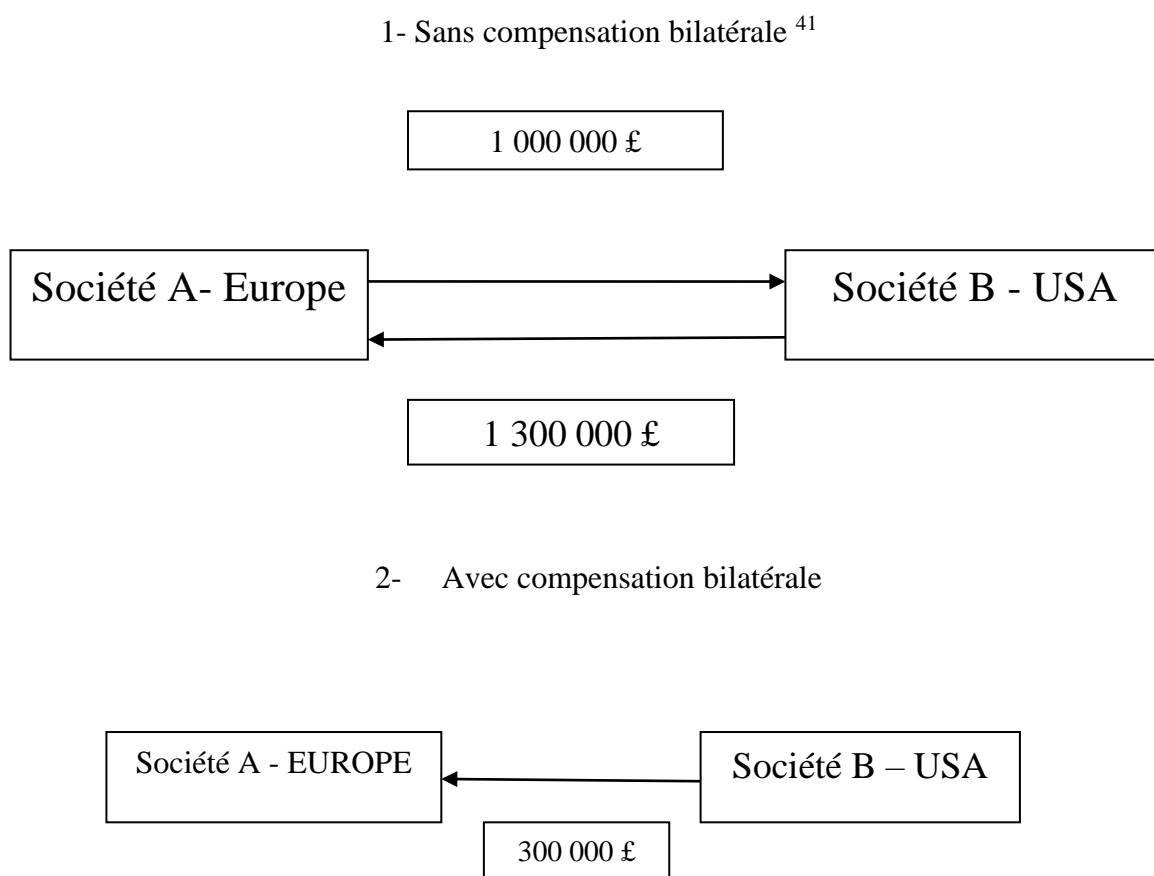 1- Sans compensation bilatérale 41
1 000 000 £
Société A- Europe
Société B - USA
1 300 000 £
2- Avec compensation bilatérale
Société A - EUROPE
Société B – USA
300 000 £